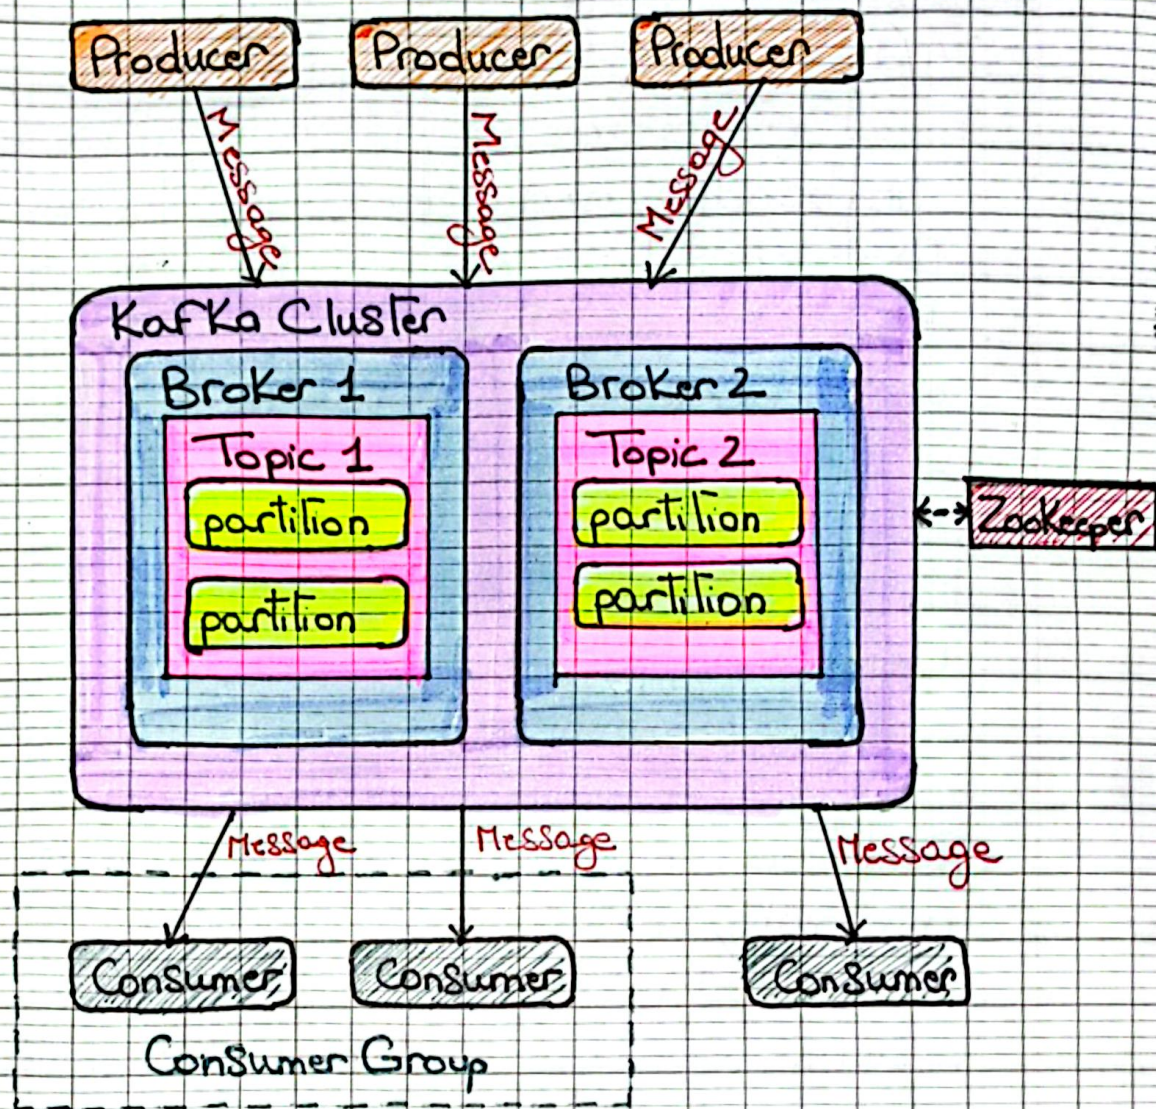 Producer
Producer
Producer
Message
Message
Message
Kafka Cluster
Broker 1
Broker 2
Topic 1
Topic 2
partition
partition
partition
partition
Zookeeper
Message
Message
Message
Consumer
Consumer
Consumer
Consumer Group